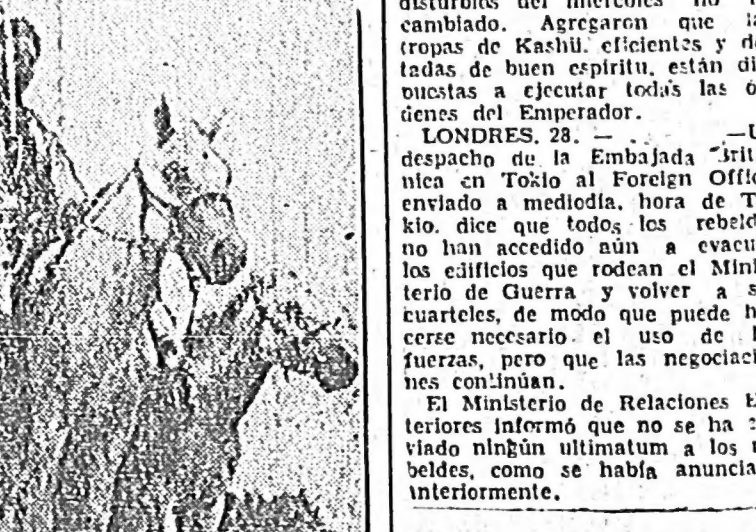 disturbios del miércoles no
cambiado. Agregaron que
tropas de Kashii. eficientes y
tadas de buen espiritu. están
puestas a ejecutar todas las
denes del Emperador.
LONDRES. 28. —
despacho de la Embajada Brit
nica en Tokio al Foreign Offic
enviado a mediodía. hora de T
kio. dice que todos los rebeld
no han accedido aún a evacu
los edificios que rodean el Mini
terio de Guerra y volver a s
cuarteles, de modo que puede h
cerse necesario el uso de
fuerzas, pero que las negociaci
nes continúan.
El Ministerio de Relaciones E
teriores informó que no se ha
viado ningún ultimatum a los
beldes, como se había anuncia
anteriormente.